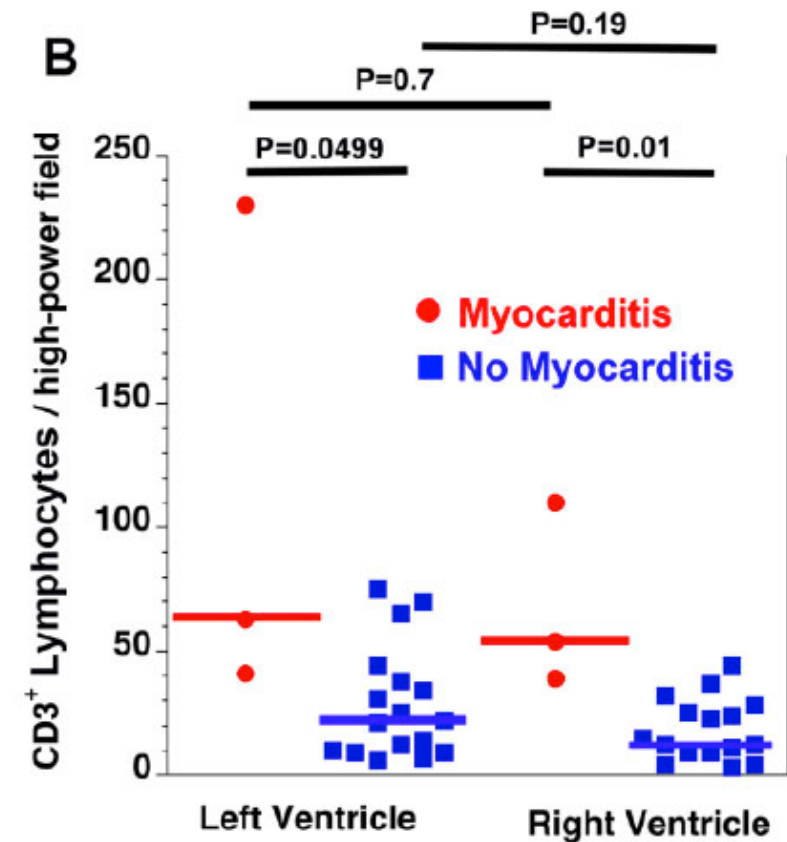 B
P=0.19
P=0.7
P=0.0499
P=0.01
CD3+ Lymphocytes / high-power field
250
200
150
100
50
0
Myocarditis
No Myocarditis
Left Ventricle
Right Ventricle